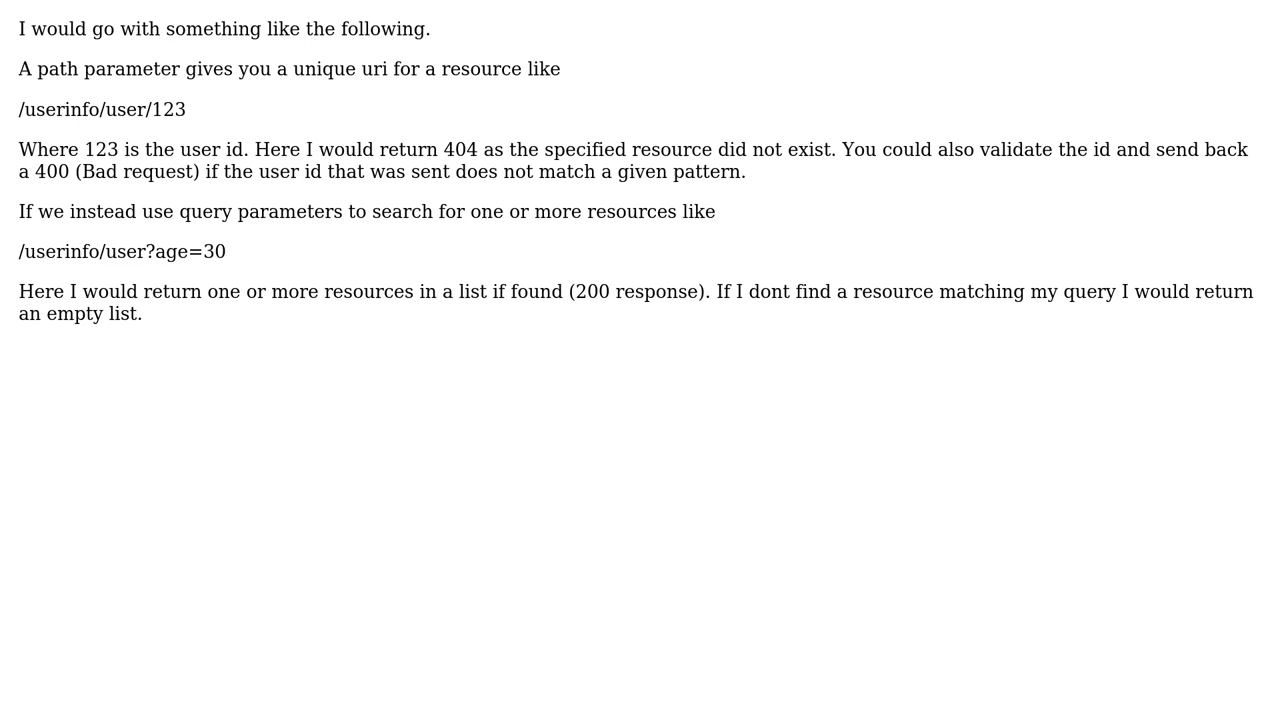 I would go with something like the following.
A path parameter gives you a unique uri for a resource like
/userinfo/user/123
Where 123 is the user id. Here I would return 404 as the specified resource did not exist. You could also validate the id and send back
a 400 (Bad request) if the user id that was sent does not match a given pattern.
If we instead use query parameters to search for one or more resources like
/userinfo/user?age=30
Here I would return one or more resources in a list if found (200 response). If I dont find a resource matching my query I would return
an empty list.